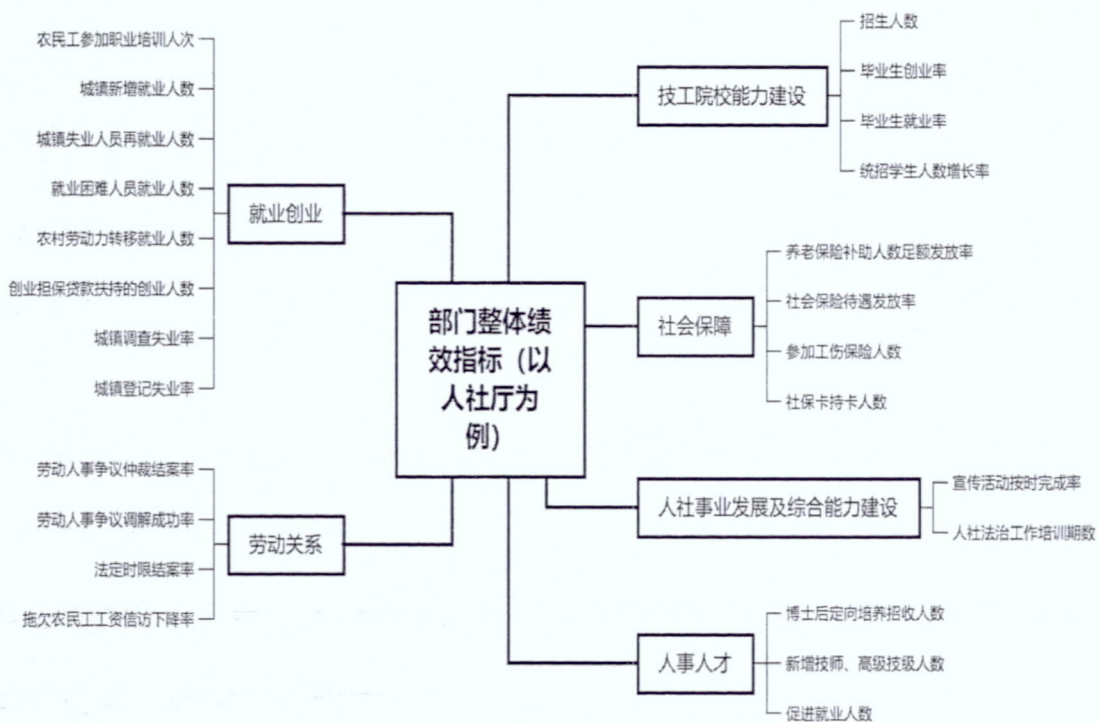 部门整体绩
效指标（以
人社厅为
例）
就业创业
农民工参加职业培训人次
城镇新增就业人数
城镇失业人员再就业人数
就业困难人员就业人数
农村劳动力转移就业人数
创业担保贷款扶持的创业人数
城镇调查失业率
城镇登记失业率
劳动关系
劳动人事争议仲裁结案率
劳动人事争议调解成功率
法定时限结案率
拖欠农民工工资信访下降率
技工院校能力建设
招生人数
毕业生创业率
毕业生就业率
统招学生人数增长率
社会保障
养老保险补助人数足额发放率
社会保险待遇发放率
参加工伤保险人数
社保卡持卡人数
人社事业发展及综合能力建设
宣传活动按时完成率
人社法治工作培训期数
人事人才
博士后定向培养招收人数
新增技师、高级技级人数
促进就业人数